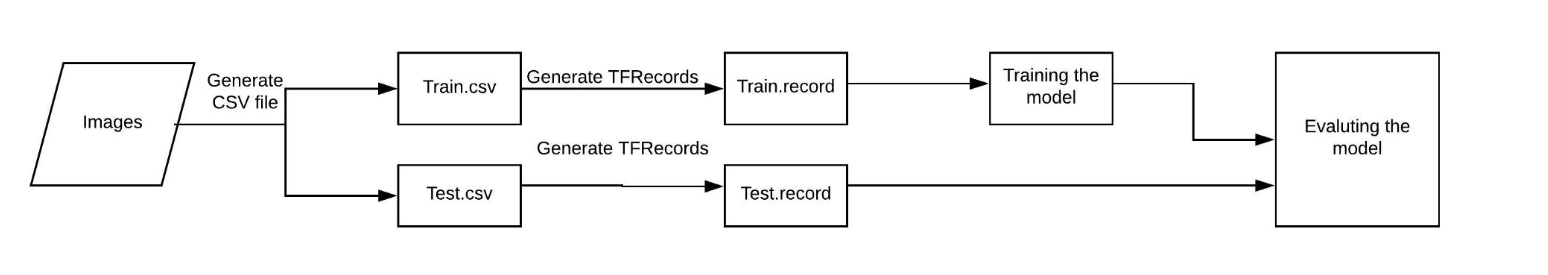 Images
Generate
CSV file
Train.csv
Generate TFRecords
Train.record
Training the
model
Generate TFRecords
Test.csv
Test.record
Evaluting the
model